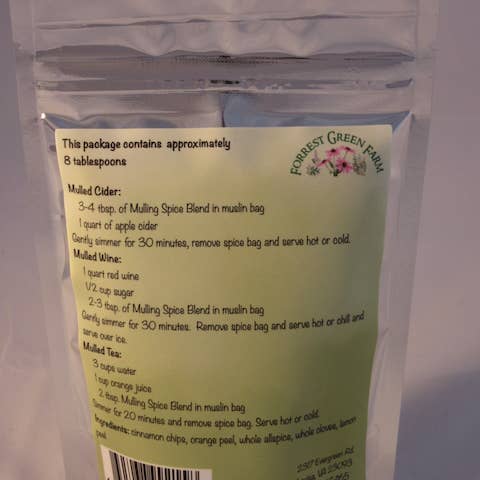 This package contains approximately
8 tablespoons
FORREST GREEN FARM
Mulled Cider:
3-4 tbsp. of Mulling Spice Blend in muslin bag
1 quart of apple cider
Gently simmer for 30 minutes, remove spice bag and serve hot or cold.
Mulled Wine:
1 quart red wine
1/2 cup sugar
2-3 tbsp. of Mulling Spice Blend in muslin bag
Gently simmer for 30 minutes. Remove spice bag and serve hot or chill and
serve over ice.
Mulled Tea:
3 cups water
1 cup orange juice
2 tbsp. Mulling Spice Blend in muslin bag
Simmer for 20 minutes and remove spice bag. Serve hot or cold.
Ingredients: cinnamon chips, orange peel, whole allspice, whole cloves, lemon
peel
2317 Evergreen Rd.
VA 23093